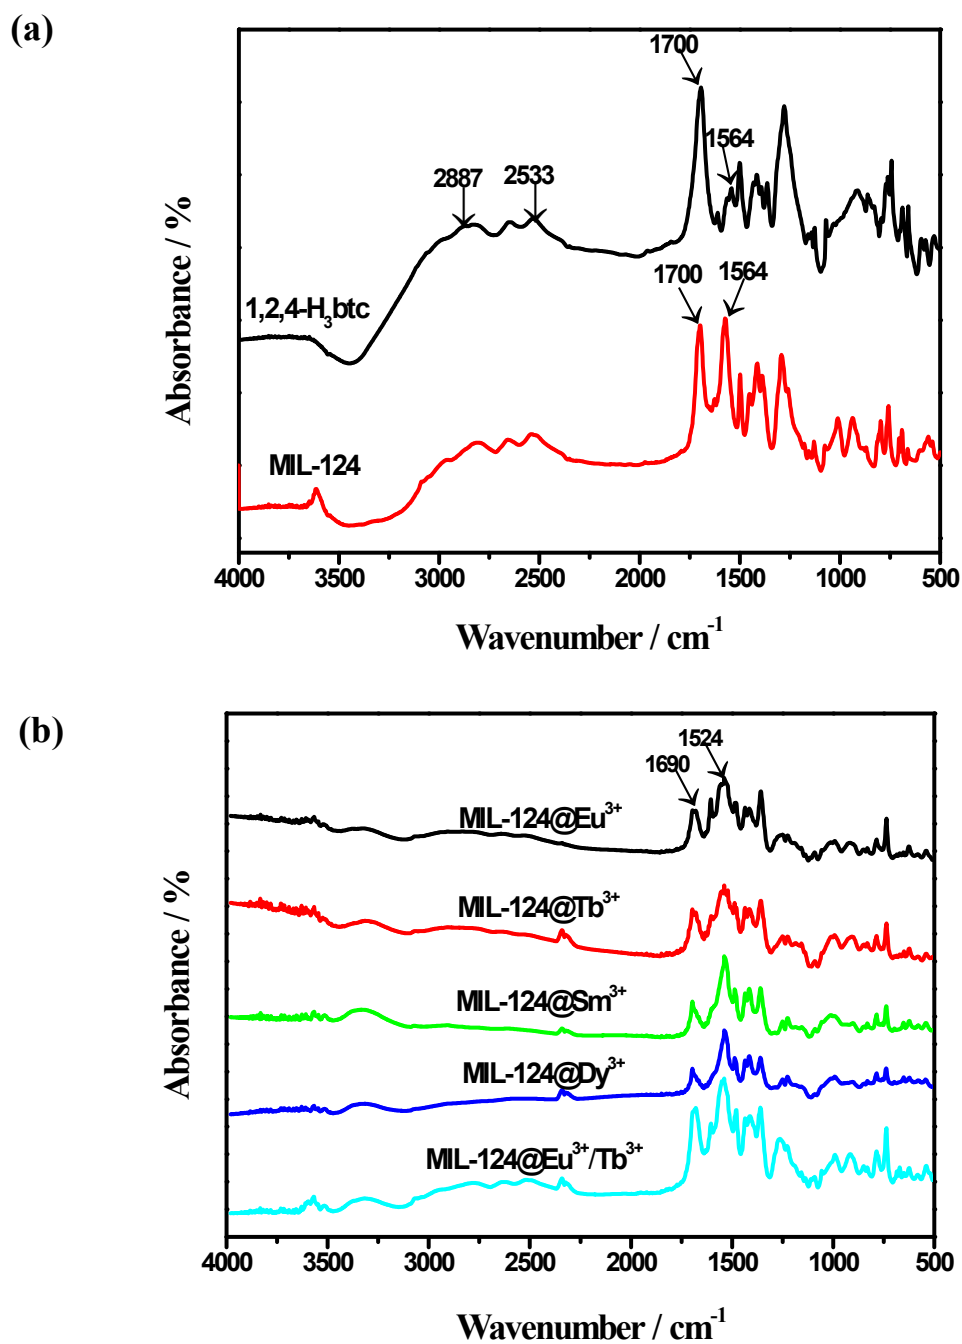 (a)
1700
1564
2887
2533
1700
1564
1,2,4-H₃btc
MIL-124
Absorbance / %
4000 3500 3000 2500 2000 1500 1000 500
Wavenumber / cm⁻¹
(b)
1524
1690
MIL-124@Eu³⁺
MIL-124@Tb³⁺
MIL-124@Sm³⁺
MIL-124@Dy³⁺
MIL-124@Eu³⁺/Tb³⁺
Absorbance / %
4000 3500 3000 2500 2000 1500 1000 500
Wavenumber / cm⁻¹